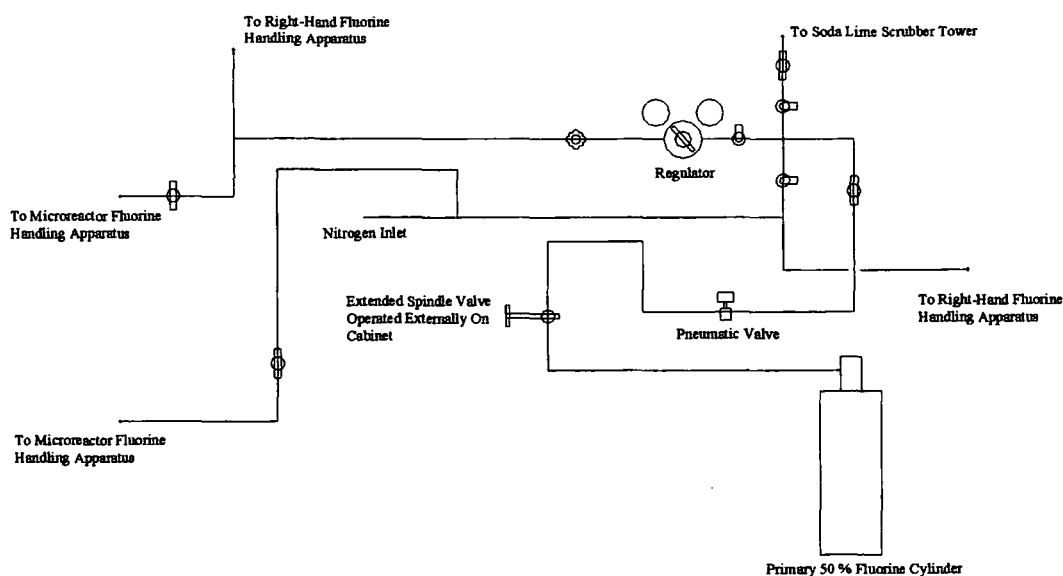 To Right-Hand Fluorine
Handling Apparatus
To Soda Lime Scrubber Tower
Regulator
To Microreactor Fluorine
Handling Apparatus
Nitrogen Inlet
Extended Spindle Valve
Operated Externally On
Cabinet
Pneumatic Valve
To Right-Hand Fluorine
Handling Apparatus
To Microreactor Fluorine
Handling Apparatus
Primary 50 % Fluorine Cylinder